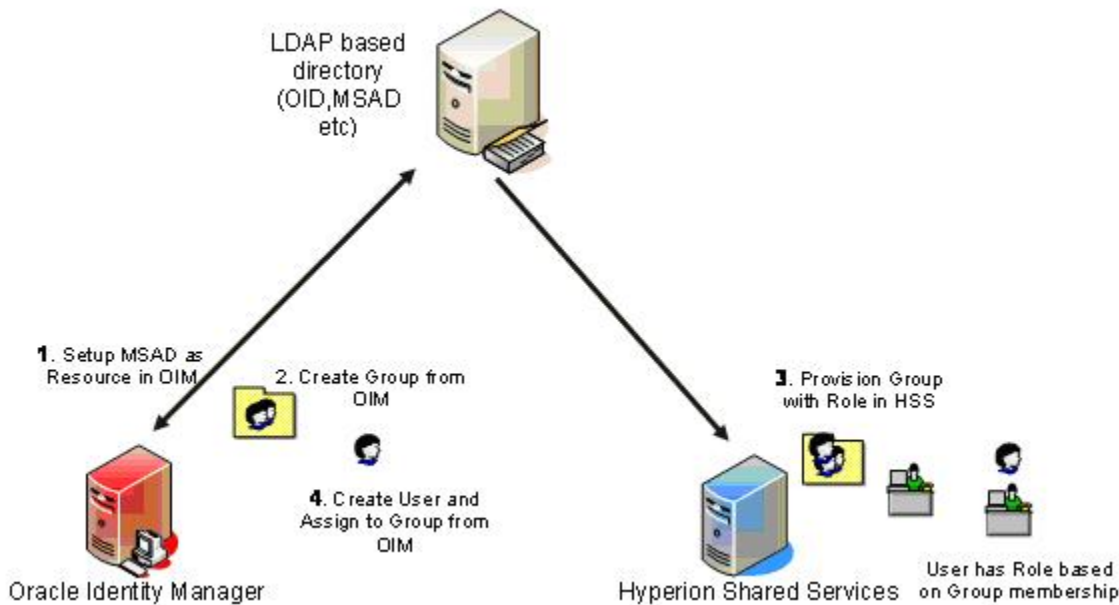 LDAP based
directory
(OID,MSAD
etc)
1. Setup MSAD as
Resource in OIM
2. Create Group from
OIM
3. Provision Group
with Role in HSS
4. Create User and
Assign to Group from
OIM
Oracle Identity Manager
Hyperion Shared Services
User has Role based
on Group membership